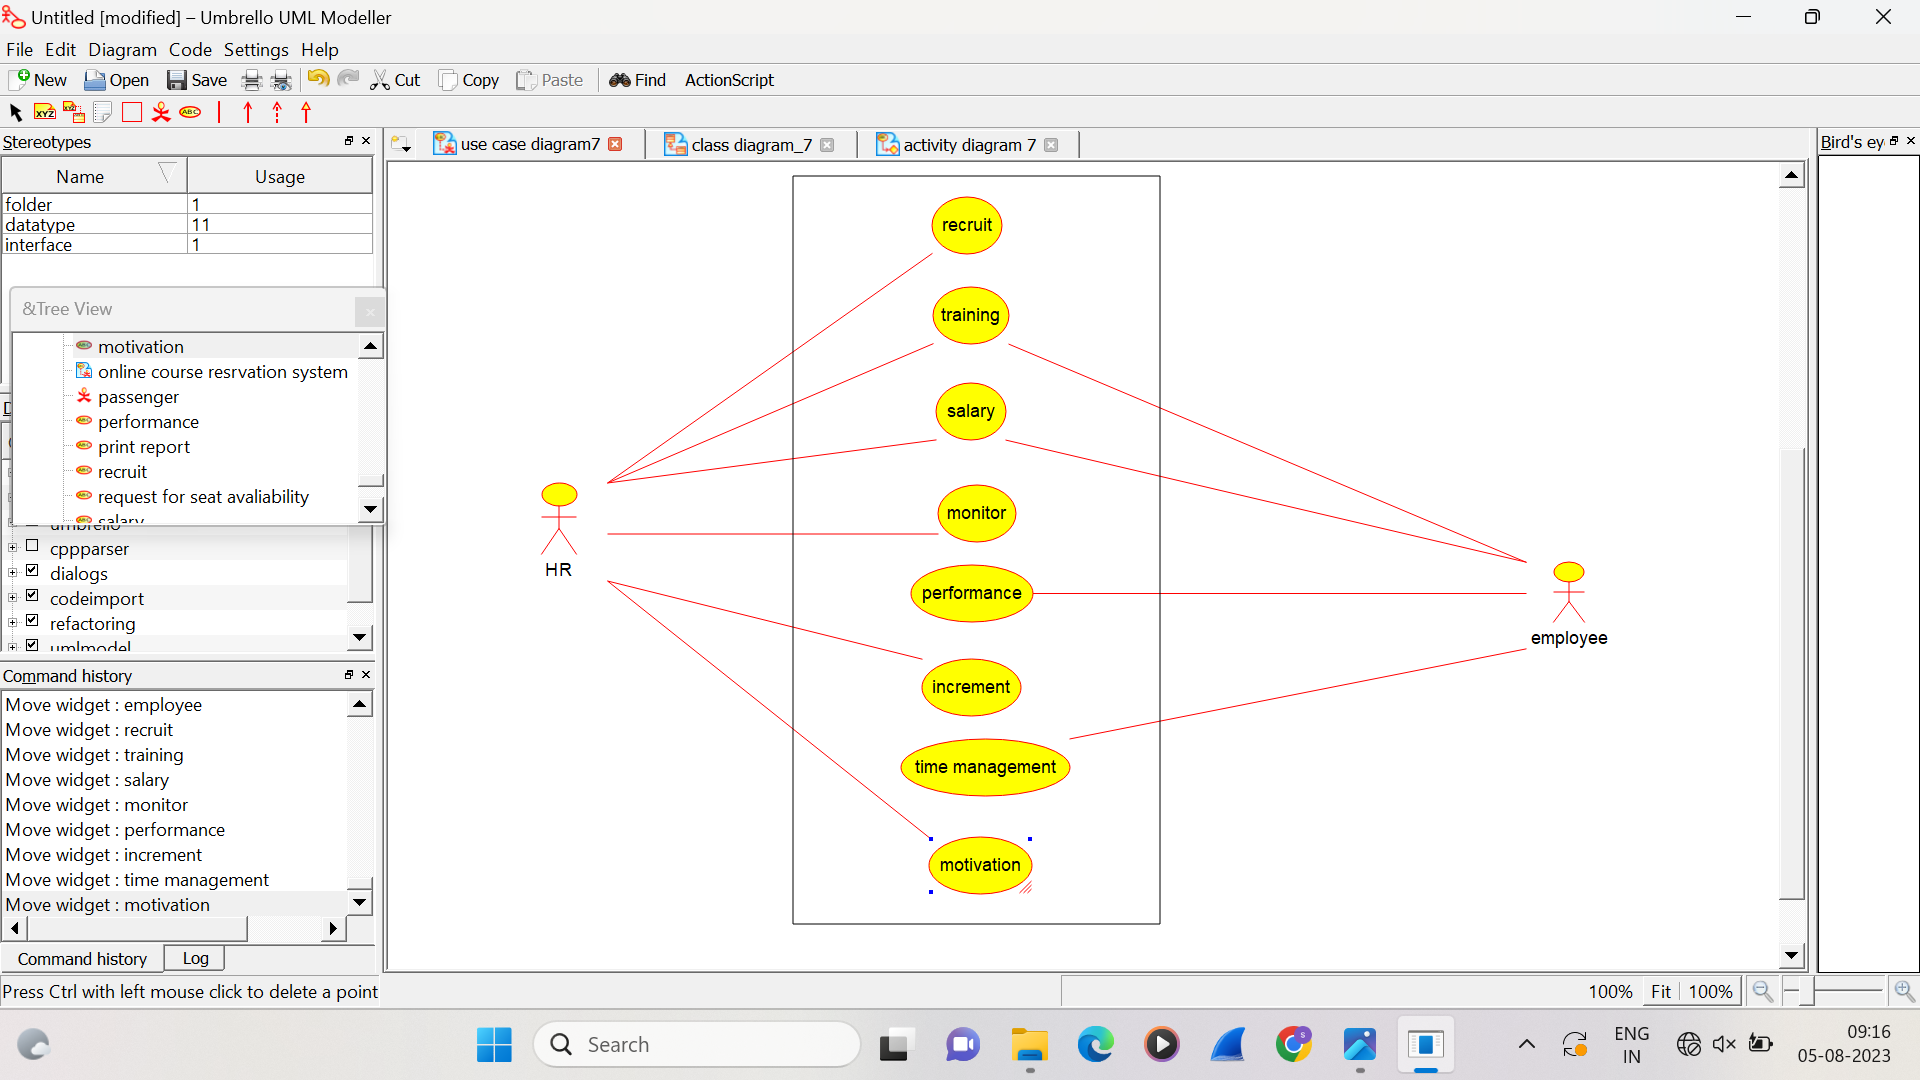 Untitled [modified] – Umbrello UML Modeller
File Edit Diagram Code Settings Help
New Open Save Cut Copy Paste Find ActionScript
XYZ XYZ ABC
Stereotypes
use case diagram7 class diagram_7 activity diagram 7
Bird's ey
Name Usage
folder 1
datatype 11
interface 1
&Tree View
motivation
online course resrvation system
passenger
performance
print report
recruit
request for seat avaliability
salary
umbrello
cppparser
dialogs
codeimport
refactoring
umlmodel
Command history
Move widget : employee
Move widget : recruit
Move widget : training
Move widget : salary
Move widget : monitor
Move widget : performance
Move widget : increment
Move widget : time management
Move widget : motivation
Command history Log
Press Ctrl with left mouse click to delete a point
recruit
training
salary
monitor
performance
increment
time management
motivation
HR
employee
100% Fit 100%
Search
ENG
IN
09:16
05-08-2023